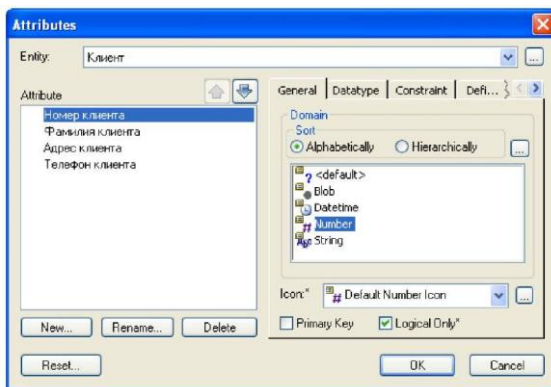 Attributes
Entity: Клиент ...
Attribute
Номер клиента
Фамилия клиента
Адрес клиента
Телефон клиента
New... Rename... Delete
General Datatype Constraint Defi...
Domain
Sort
Alphabetically Hierarchically ...
<default>
Blob
Datetime
Number
String
Icon:* Default Number Icon ...
Primary Key Logical Only*
Reset... OK Cancel